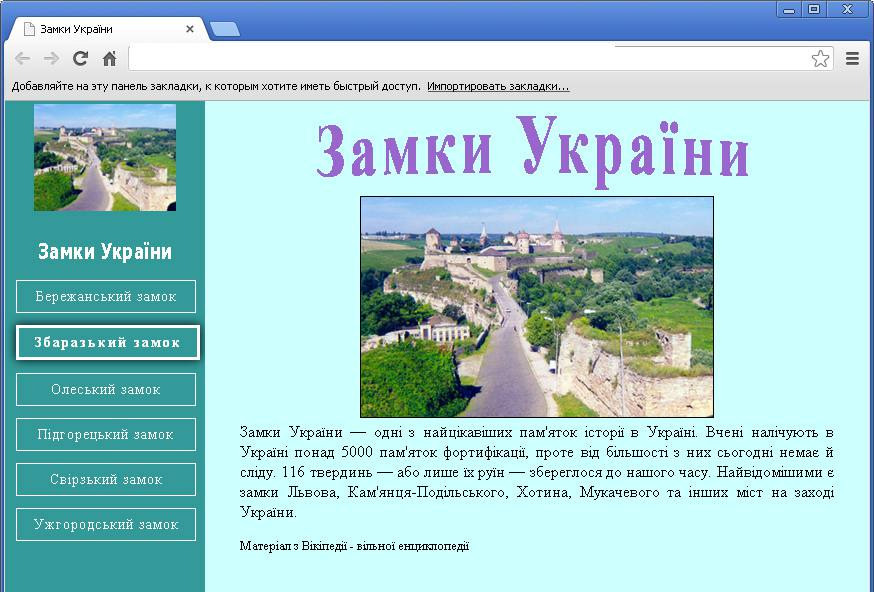 Замки України
Добавляйте на эту панель закладки, к которым хотите иметь быстрый доступ. Импортировать закладки...
Замки України
Бережанський замок
Збаразький замок
Олеський замок
Підгорецький замок
Свірзький замок
Ужгородський замок
Замки України
Замки України — одні з найцікавіших пам'яток історії в Україні. Вчені налічують в
Україні понад 5000 пам'яток фортифікації, проте від більшості з них сьогодні немає й
сліду. 116 твердинь — або лише їх руїн — збереглося до нашого часу. Найвідомішими є
замки Львова, Кам'янця-Подільського, Хотина, Мукачевого та інших міст на заході
України.
Матеріал з Вікіпедії - вільної енциклопедії